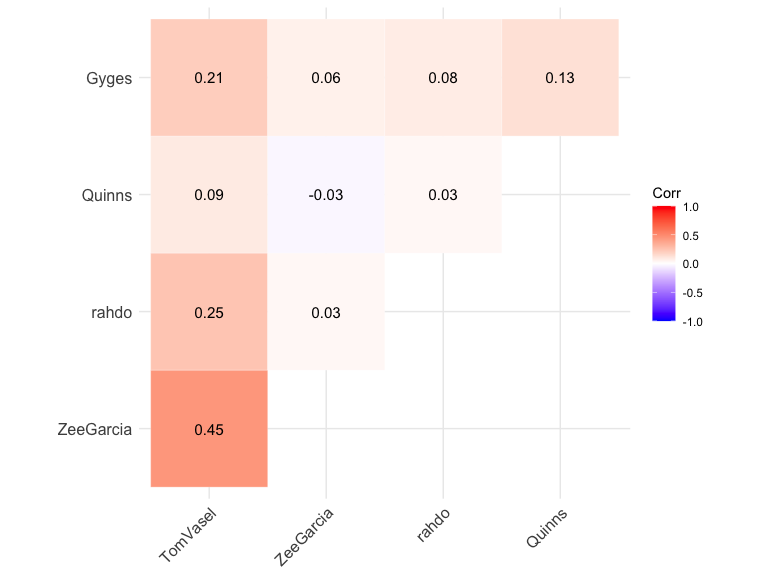 Gyges 0.21 0.06 0.08 0.13
Quinns 0.09 -0.03 0.03
rahdo 0.25 0.03
ZeeGarcia 0.45
TomVasel ZeeGarcia rahdo Quinns
Corr
1.0
0.5
0.0
-0.5
-1.0